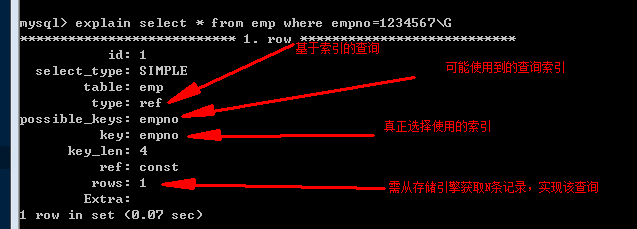 mysql> explain select * from emp where empno=1234567\G
*************************** 1. row ***************************
基于索引的查询
id: 1
select_type: SIMPLE
可能使用到的查询索引
table: emp
type: ref
possible_keys: empno
真正选择使用的索引
key: empno
key_len: 4
ref: const
rows: 1
需从存储引擎获取N条记录，实现该查询
Extra:
1 row in set (0.07 sec)